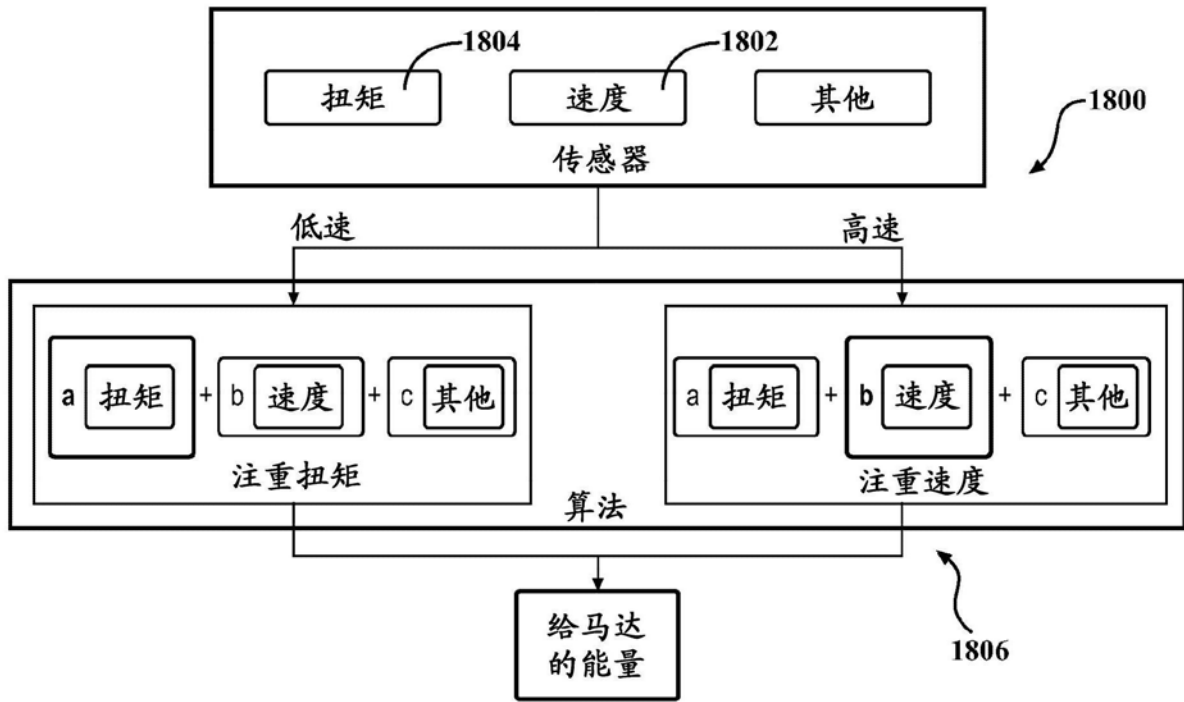 1804
1802
扭矩
速度
其他
1800
传感器
低速
高速
a 扭矩 + b 速度 + c 其他
a 扭矩 + b 速度 + c 其他
注重扭矩
注重速度
算法
给马达
的能量
1806